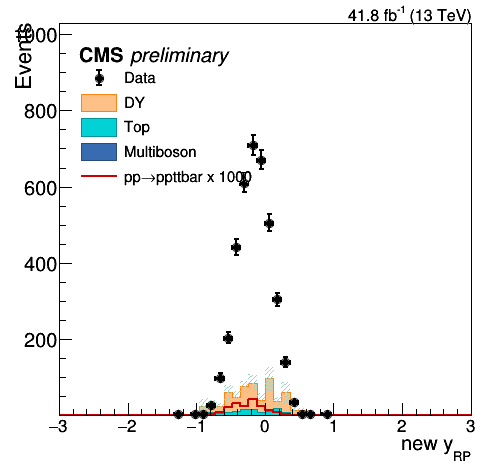 41.8 fb⁻¹ (13 TeV)
Events
CMS preliminary
Data
DY
Top
Multiboson
pp→ppttbar x 1000
1000
800
600
400
200
−3 −2 −1 0 1 2 3
new y_RP